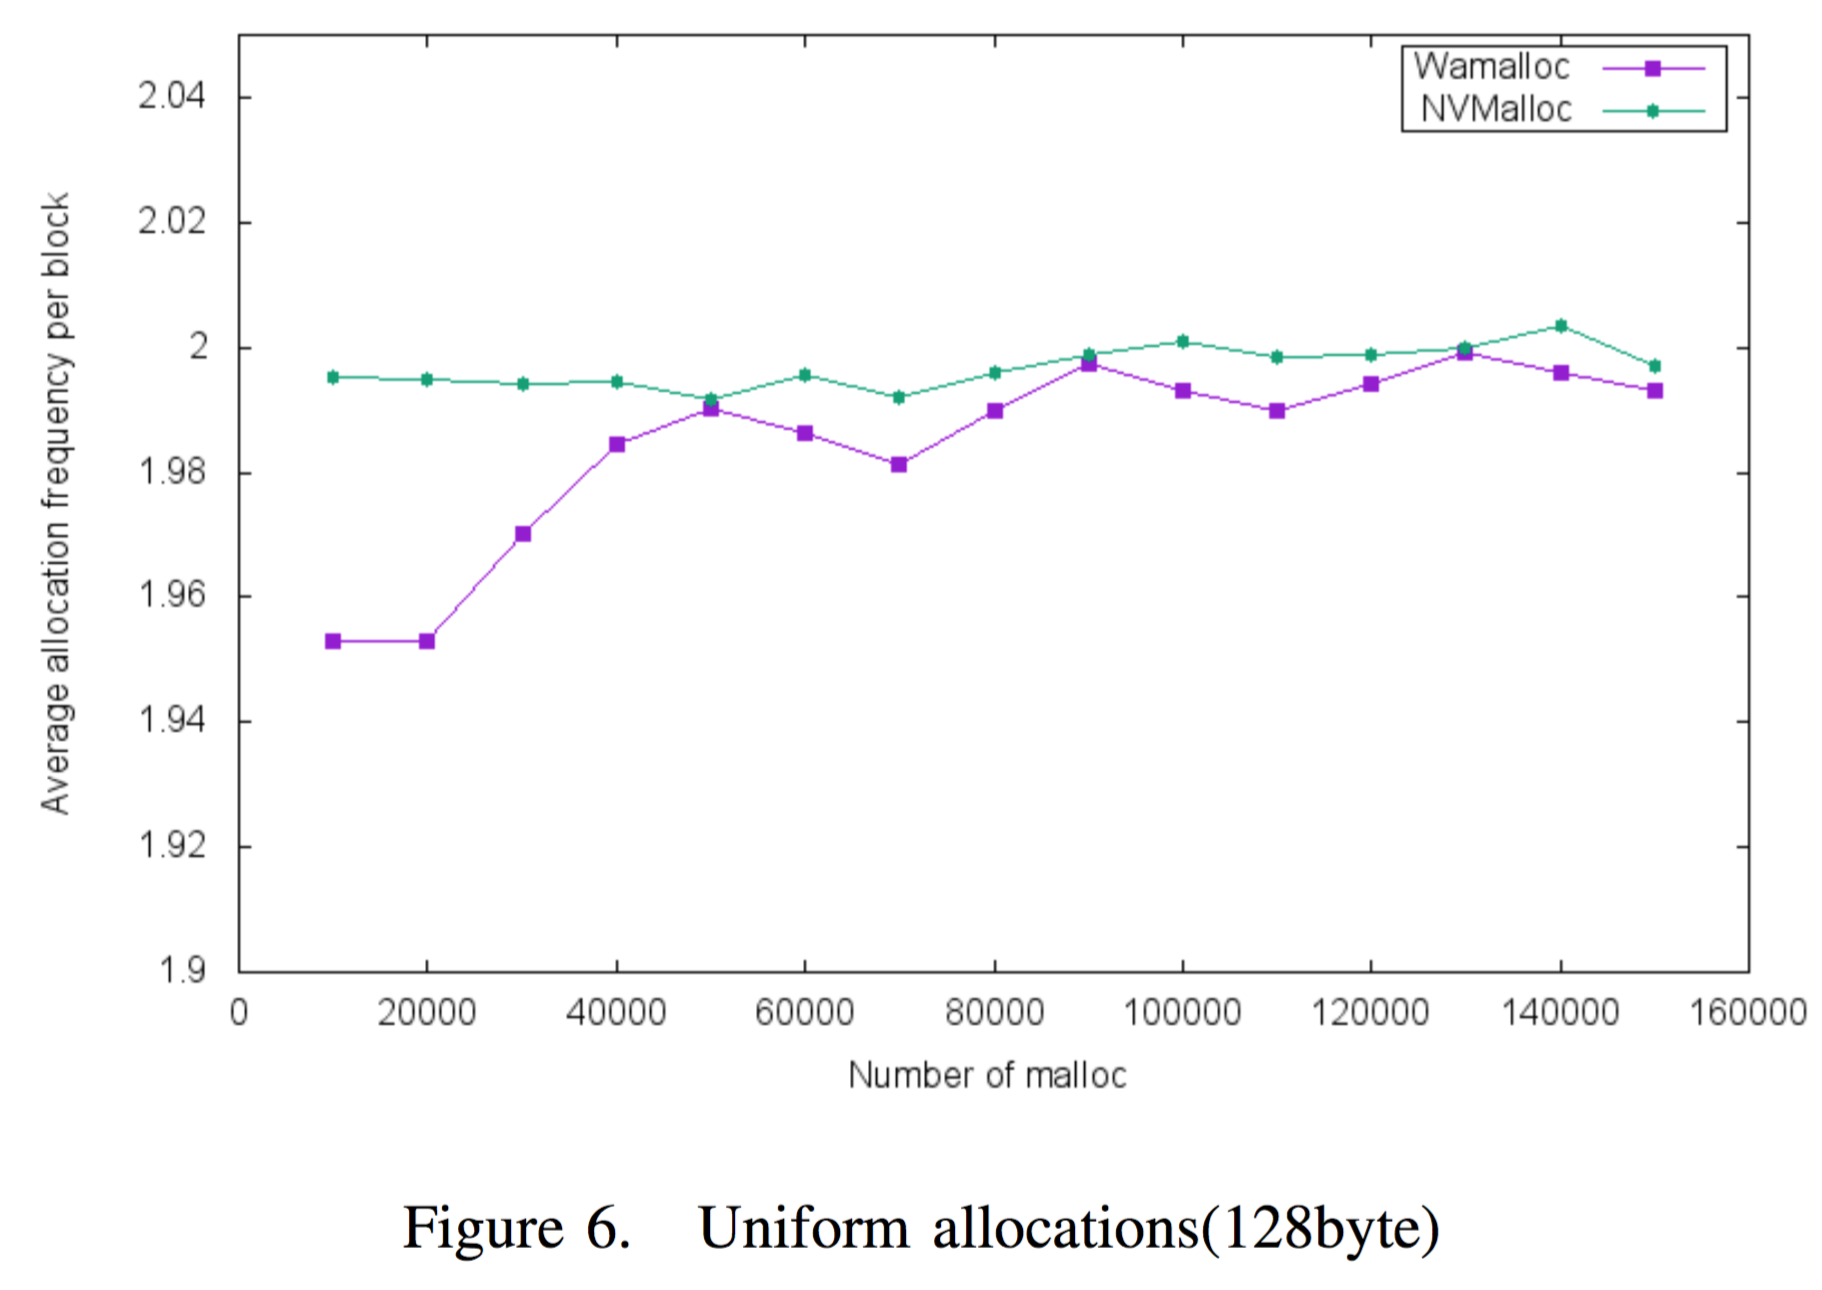 Wamalloc
NVMalloc
2.04
2.02
2
1.98
1.96
1.94
1.92
1.9
Average allocation frequency per block
0 20000 40000 60000 80000 100000 120000 140000 160000
Number of malloc
Figure 6. Uniform allocations(128byte)